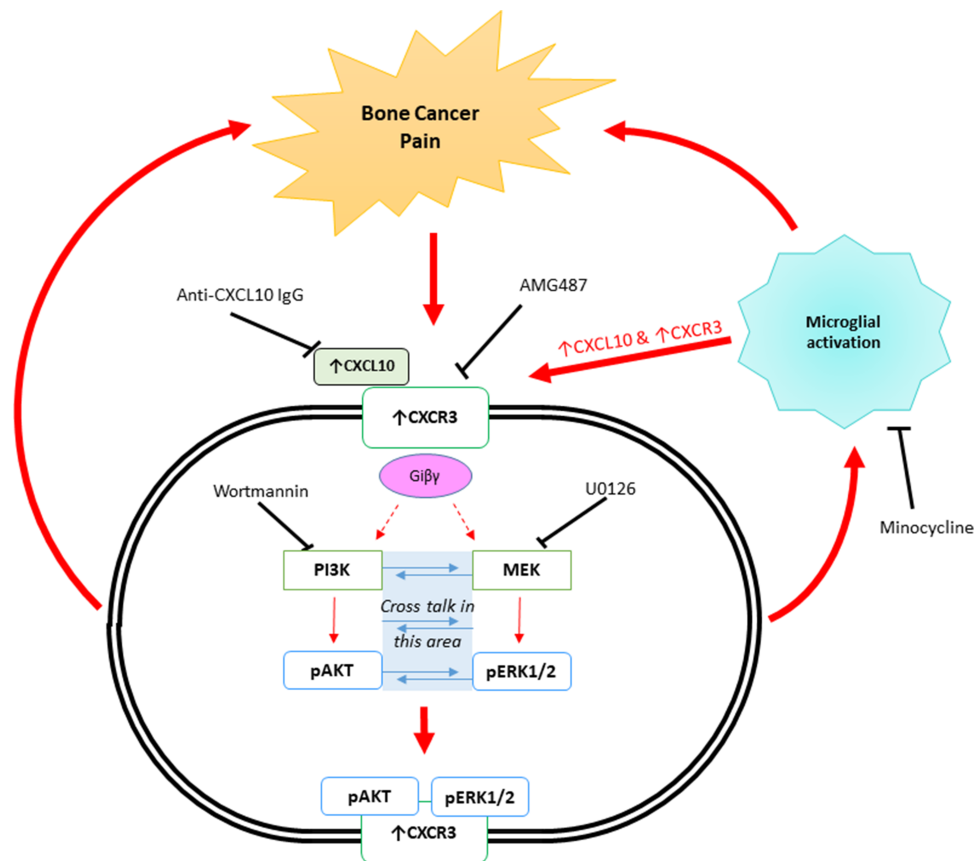 Bone Cancer
Pain
Anti-CXCL10 IgG
AMG487
↑CXCL10 & ↑CXCR3
Microglial
activation
↑CXCL10
↑CXCR3
Giβγ
Wortmannin
U0126
Minocycline
PI3K
MEK
Cross talk in
this area
pAKT
pERK1/2
pAKT
pERK1/2
↑CXCR3